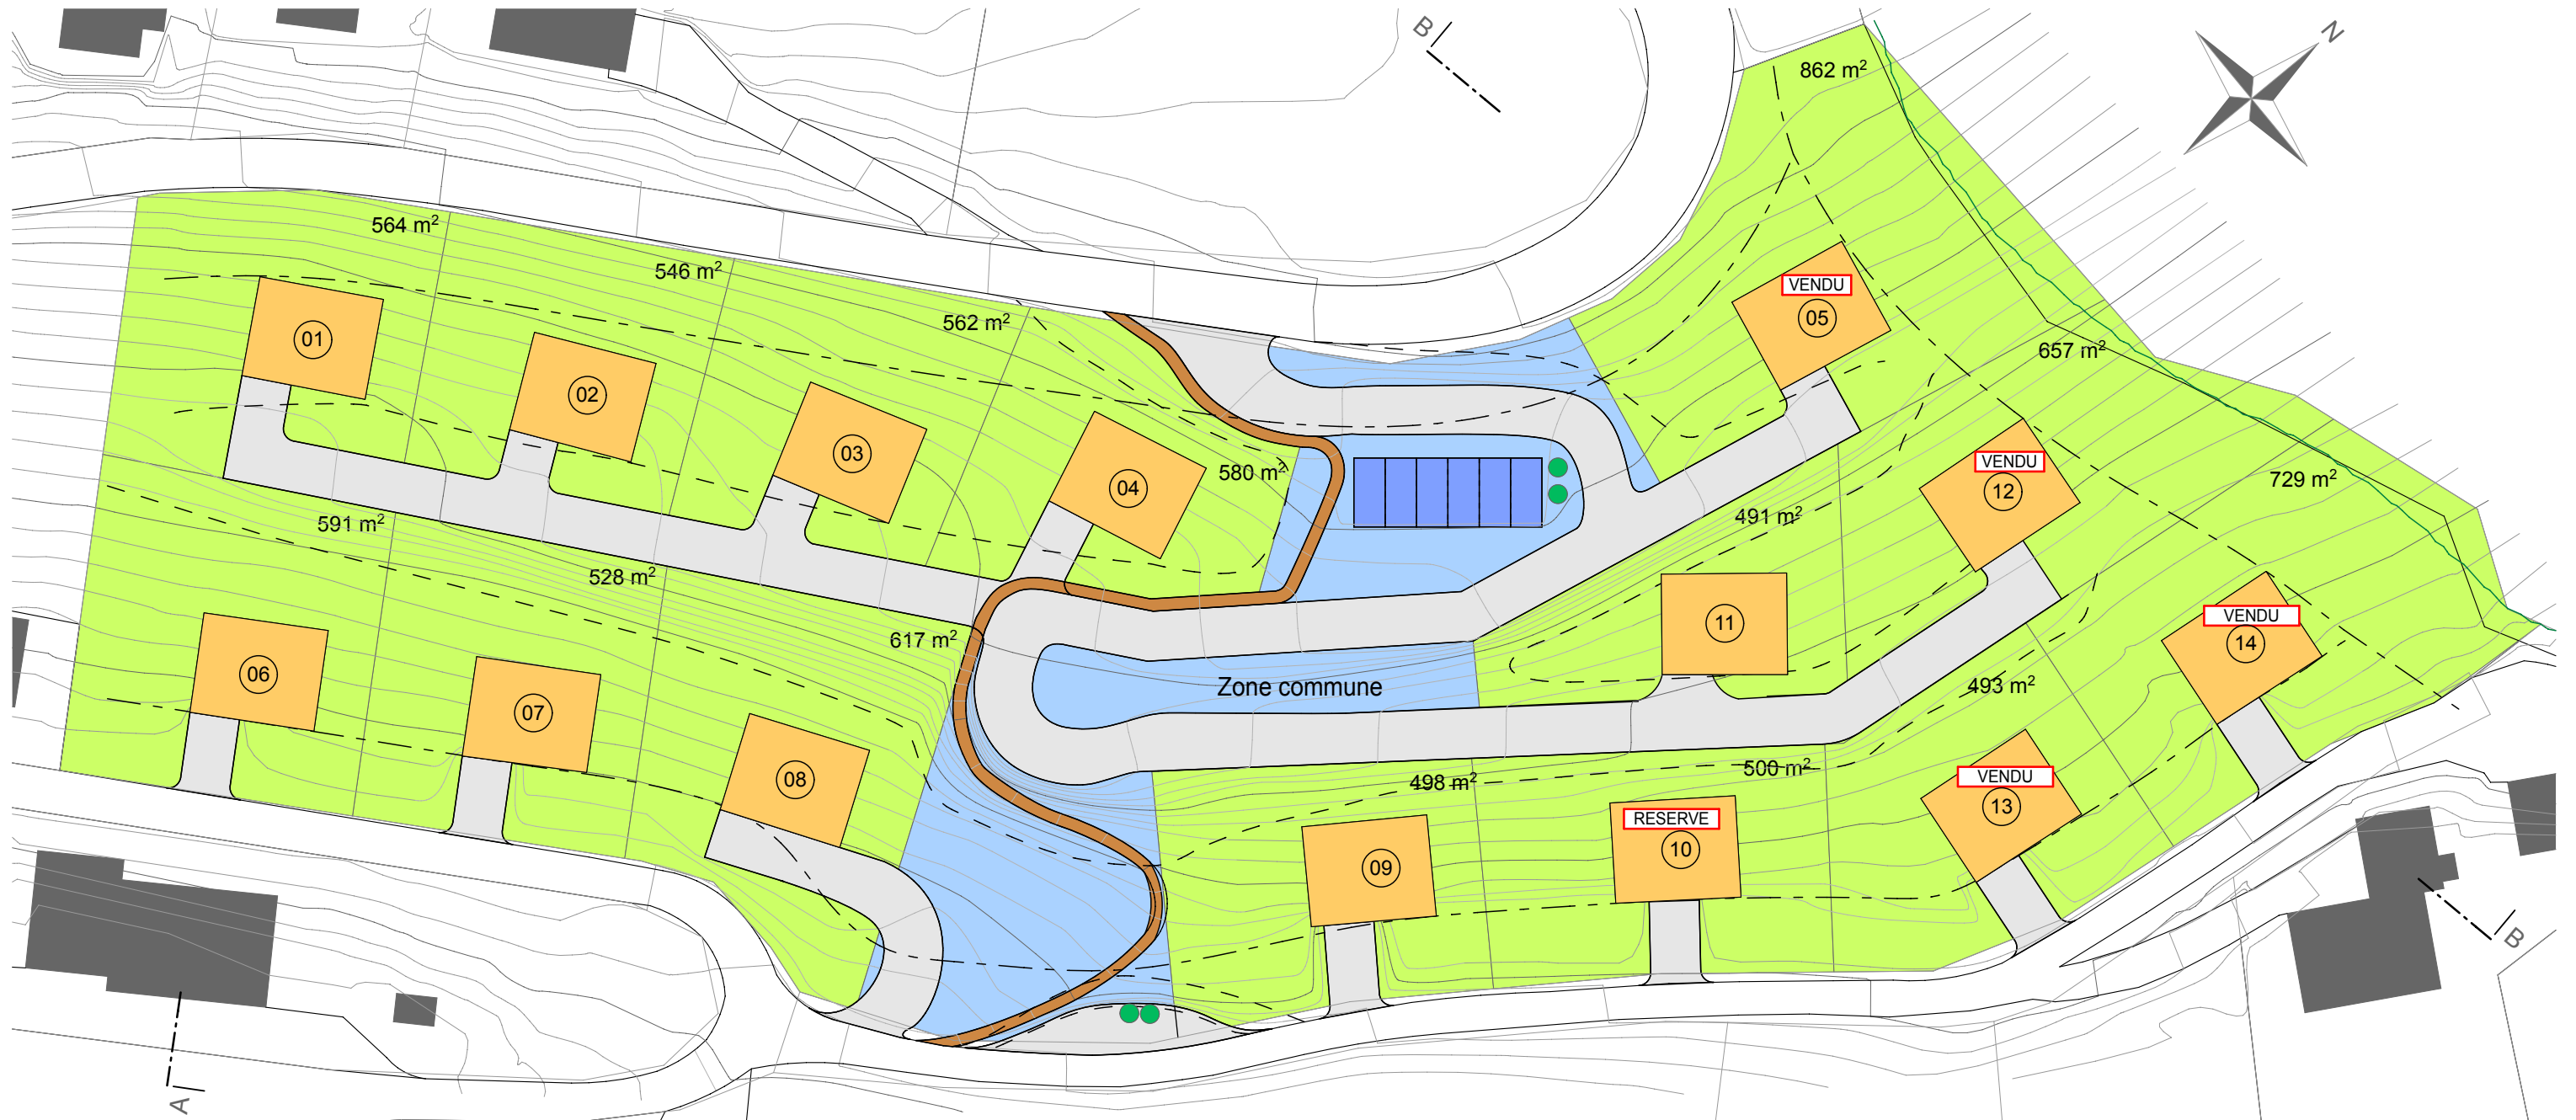 B
N
862 m²
564 m²
546 m²
562 m²
VENDU
05
01
02
03
04
657 m²
580 m²
VENDU
12
729 m²
591 m²
491 m²
528 m²
617 m²
11
VENDU
14
06
07
08
Zone commune
493 m²
498 m²
500 m²
VENDU
13
RESERVE
10
09
B
A